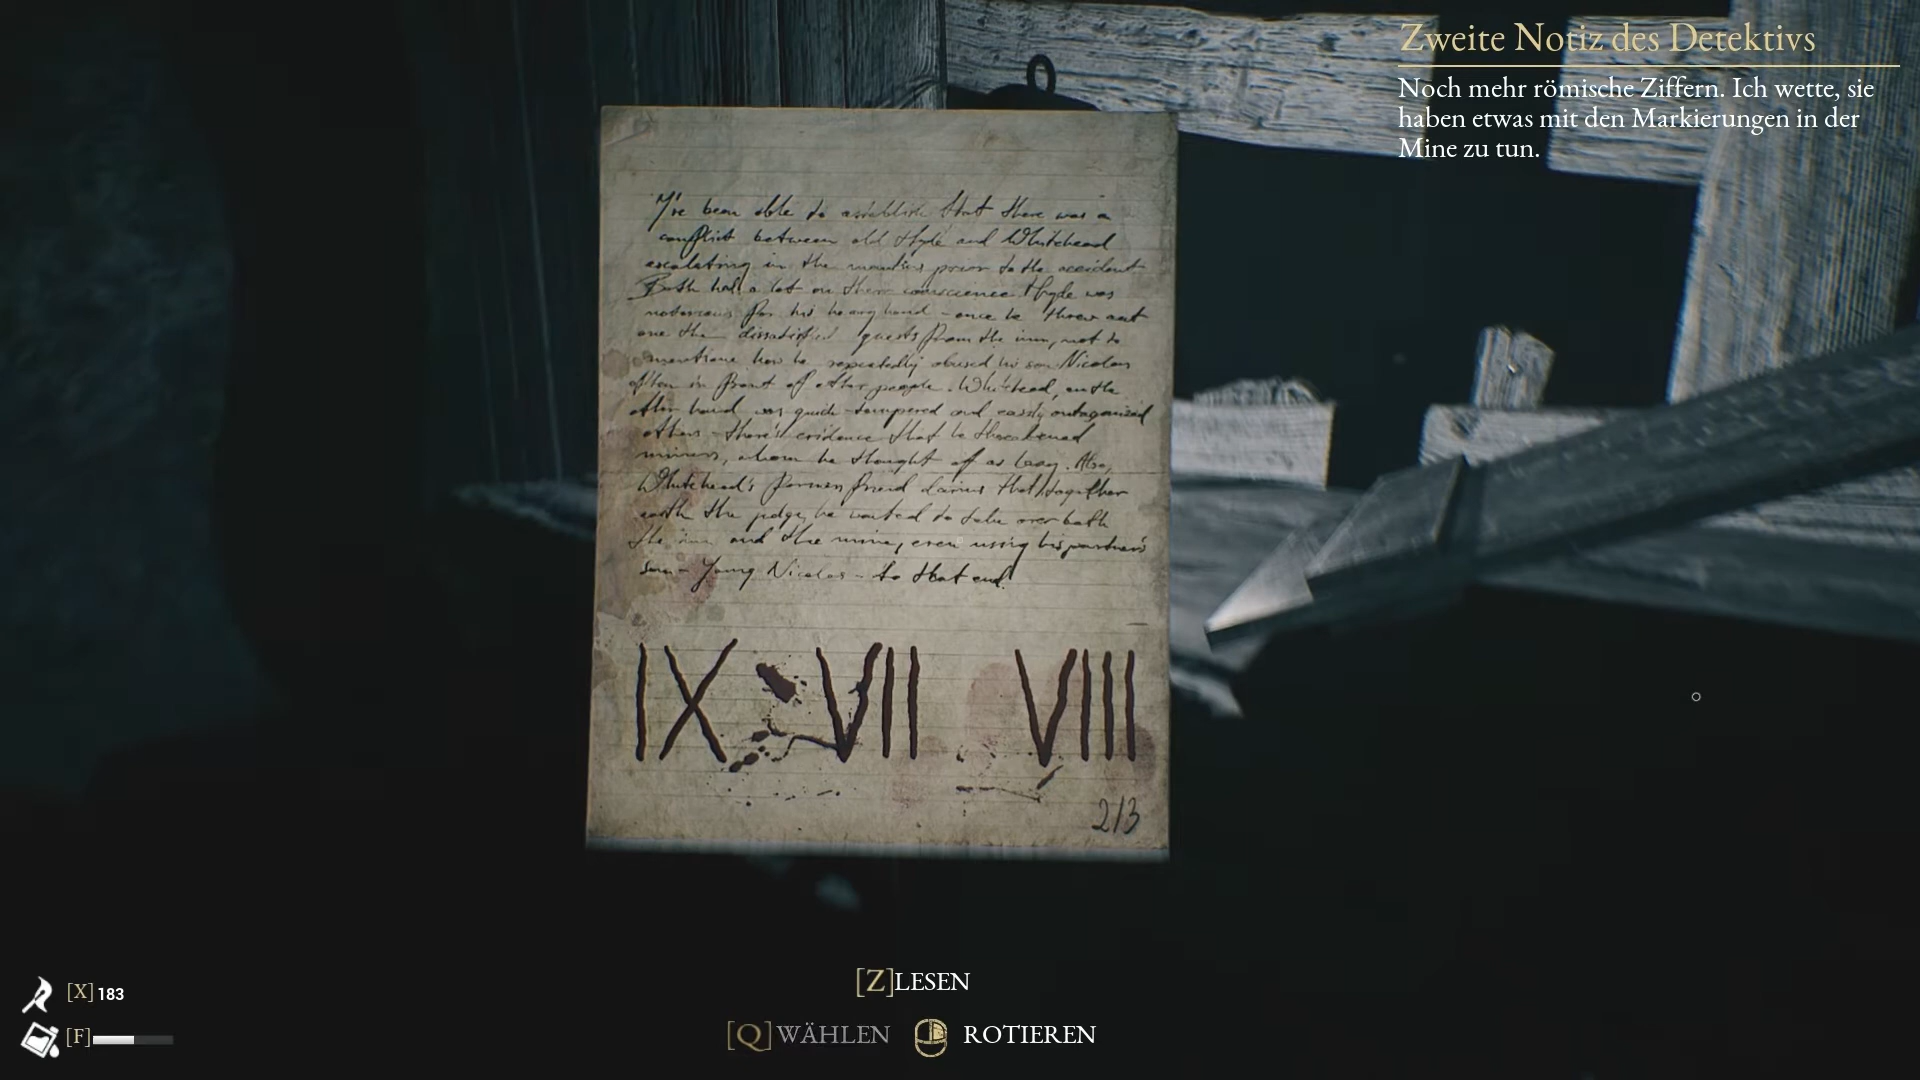 Zweite Notiz des Detektivs
Noch mehr römische Ziffern. Ich wette, sie
haben etwas mit den Markierungen in der
Mine zu tun.
I've been able to establish that there was a
conflict between old Hyde and Whitehead
escalating in the months prior to the accident
Both had a lot on their conscience Hyde was
notorious for his heavy hand - once he threw out
one the dissatisfied guests from the inn, not to
mentione how he repeatedly abused his son Nicolas
often in front of other people. Whitehead, on the
other hand was quick-tempered and easily antagonized
others - there's evidence that he threatened
miners, whom he thought of as lazy. Also,
Whitehead's former friend claims that together
with the judge, he wanted to take over both
the inn and the mine, even using his partner's
son - young Nicolas - to that end.
IX VII VIII
2/3
[X] 183
[F]
[Z] LESEN
[Q] WÄHLEN ROTIEREN